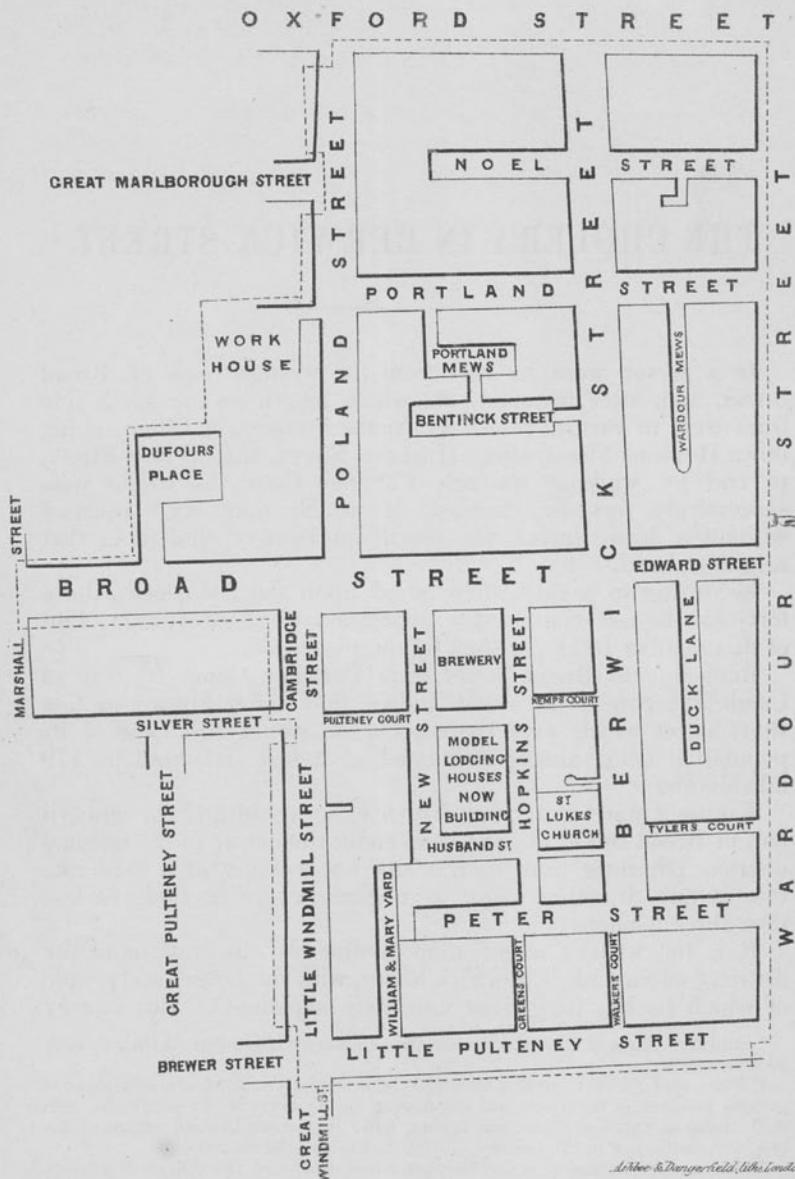 OXFORD STREET
GREAT MARLBOROUGH STREET
POLAND STREET
NOEL STREET
BERWICK STREET
WARDOUR STREET
PORTLAND STREET
WORK
HOUSE
PORTLAND
MEWS
BENTINCK STREET
WARDOUR MEWS
DUFOURS
PLACE
MARSHALL STREET
BROAD STREET
EDWARD STREET
CAMBRIDGE
STREET
NEW STREET
BREWERY
HOPKINS STREET
KEMPS COURT
DUCK LANE
SILVER STREET
PULTENEY COURT
MODEL
LODGING
HOUSES
NOW
BUILDING
ST
LUKES
CHURCH
TYLERS COURT
HUSBAND ST
GREAT PULTENEY STREET
LITTLE WINDMILL STREET
WILLIAM & MARY YARD
PETER STREET
GREENS COURT
WALKERS COURT
BREWER STREET
LITTLE PULTENEY STREET
GREAT
WINDMILL ST
Ashbee & Dangerfield, Liths. London